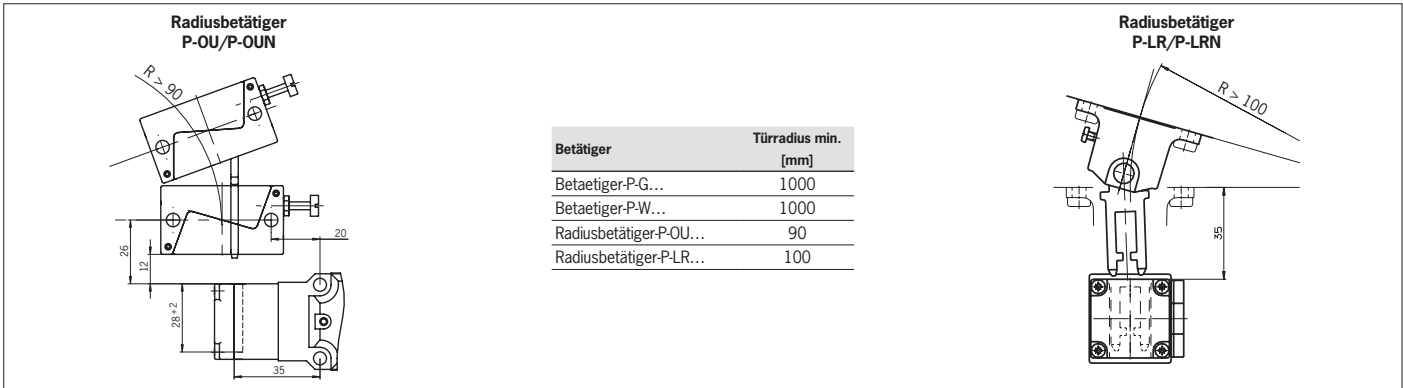 Radiusbetätiger
P-OU/P-OUN
R > 90
20
26
12
28+2
35
Betätiger
Türradius min.
[mm]
Betaetiger-P-G… 1000
Betaetiger-P-W… 1000
Radiusbetätiger-P-OU… 90
Radiusbetätiger-P-LR… 100
Radiusbetätiger
P-LR/P-LRN
R > 100
35